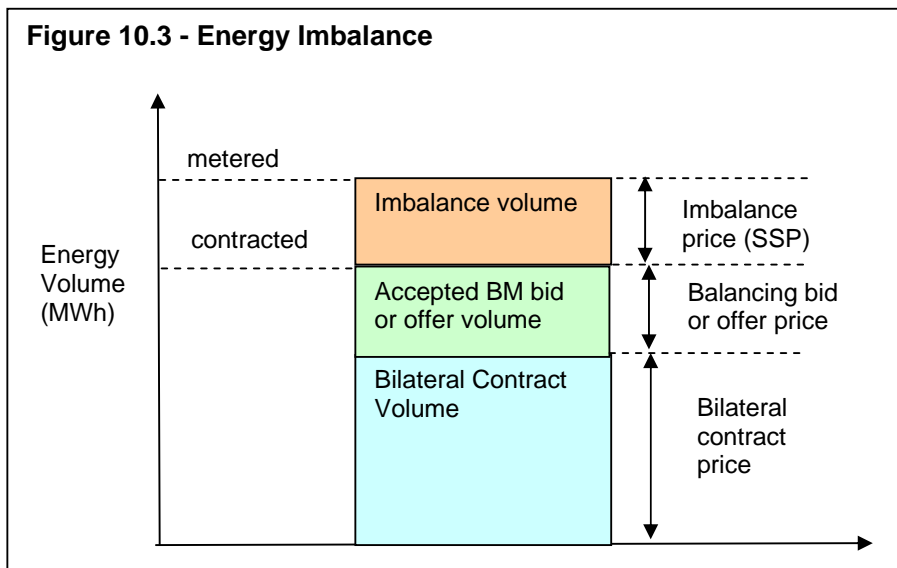 Figure 10.3 - Energy Imbalance
metered
contracted
Energy
Volume
(MWh)
Imbalance volume
Accepted BM bid
or offer volume
Bilateral Contract
Volume
Imbalance
price (SSP)
Balancing bid
or offer price
Bilateral
contract
price